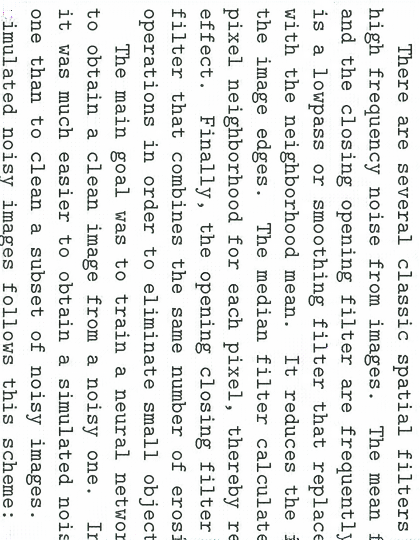 There are several classic spatial filters
high frequency noise from images. The mean
and the closing opening filter are frequently
is a lowpass or smoothing filter that replace
with the neighborhood mean. It reduces the
the image edges. The median filter calculate
pixel neighborhood for each pixel, thereby re
effect. Finally, the opening closing filter
filter that combines the same number of erosi
operations in order to eliminate small object
The main goal was to train a neural networ
to obtain a clean image from a noisy one. In
it was much easier to obtain a simulated nois
one than to clean a subset of noisy images.
imulated noisy images follows this scheme: